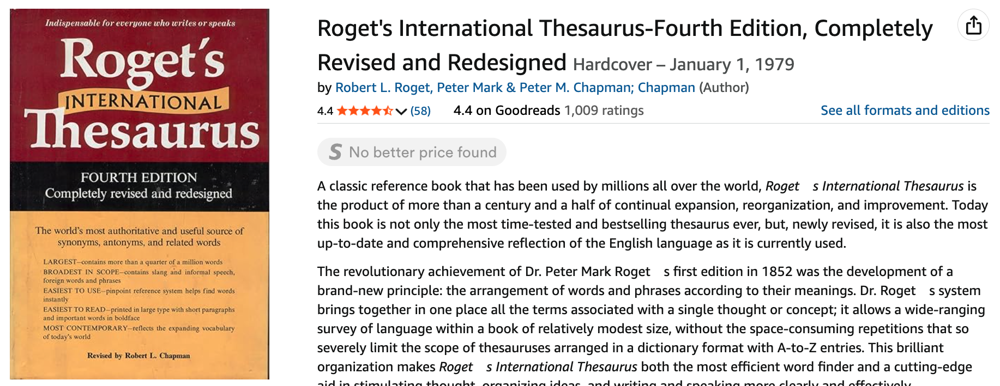 Indispensable for everyone who writes or speaks
Roget's
INTERNATIONAL
Thesaurus
FOURTH EDITION
Completely revised and redesigned
The world's most authoritative and useful source of
synonyms, antonyms, and related words
LARGEST—contains more than a quarter of a million words
BROADEST IN SCOPE—contains slang and informal speech,
foreign words and phrases
EASIEST TO USE—pinpoint reference system helps find words
instantly
EASIEST TO READ—printed in large type with short paragraphs
and important words in boldface
MOST CONTEMPORARY—reflects the expanding vocabulary
of today's world
Revised by Robert L. Chapman
Roget's International Thesaurus-Fourth Edition, Completely
Revised and Redesigned Hardcover – January 1, 1979
by Robert L. Roget, Peter Mark & Peter M. Chapman; Chapman (Author)
4.4 (58) 4.4 on Goodreads 1,009 ratings
See all formats and editions
S No better price found
A classic reference book that has been used by millions all over the world, Roget s International Thesaurus is
the product of more than a century and a half of continual expansion, reorganization, and improvement. Today
this book is not only the most time-tested and bestselling thesaurus ever, but, newly revised, it is also the most
up-to-date and comprehensive reflection of the English language as it is currently used.
The revolutionary achievement of Dr. Peter Mark Roget s first edition in 1852 was the development of a
brand-new principle: the arrangement of words and phrases according to their meanings. Dr. Roget s system
brings together in one place all the terms associated with a single thought or concept; it allows a wide-ranging
survey of language within a book of relatively modest size, without the space-consuming repetitions that so
severely limit the scope of thesauruses arranged in a dictionary format with A-to-Z entries. This brilliant
organization makes Roget s International Thesaurus both the most efficient word finder and a cutting-edge
aid in stimulating thought, organizing ideas, and writing and speaking more clearly and effectively.